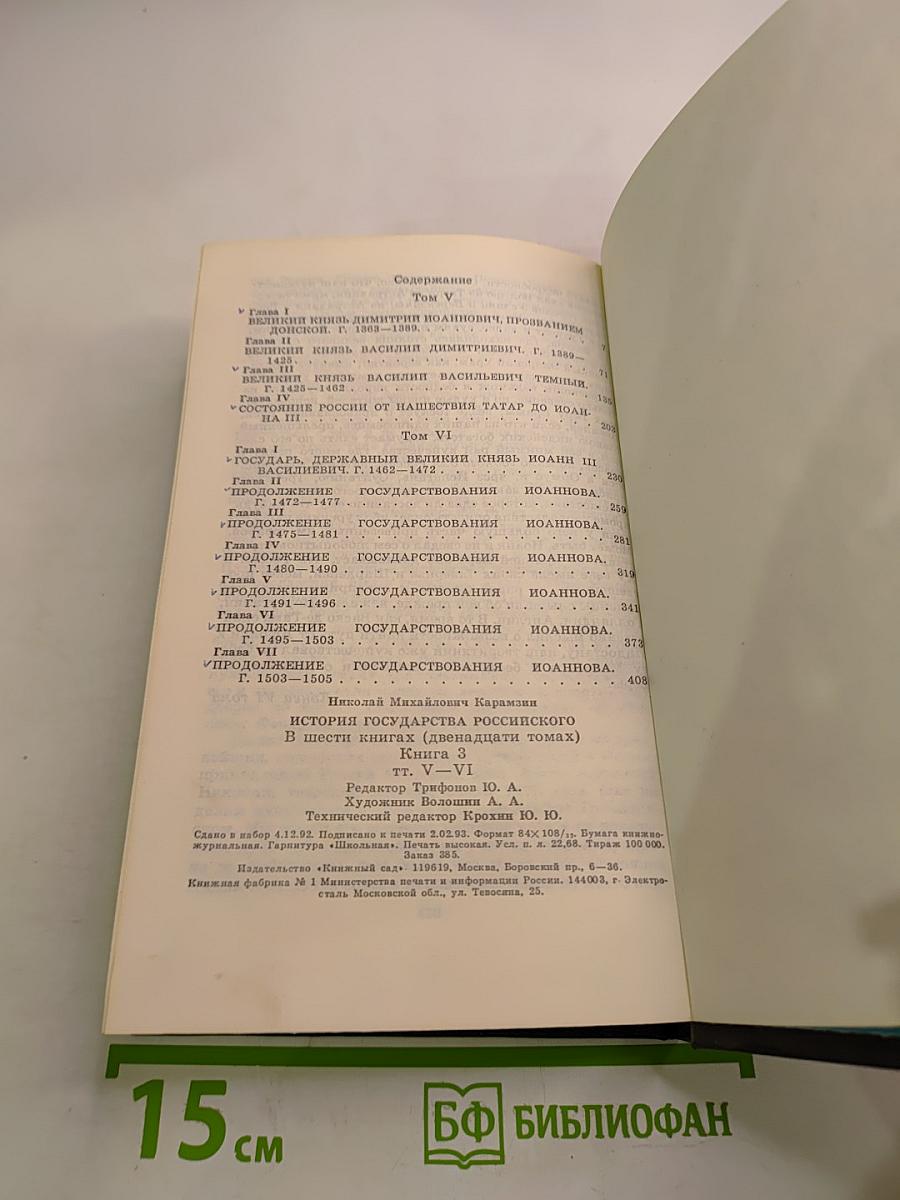 Содержание
Том V
Глава I
ВЕЛИКИЙ КНЯЗЬ ДИМИТРИЙ ИОАННОВИЧ, ПРОЗВАНИЕМ
ДОНСКОЙ. Г. 1363—1389. . . . . . . . . . . . 7
Глава II
ВЕЛИКИЙ КНЯЗЬ ВАСИЛИЙ ДИМИТРИЕВИЧ. Г. 1389—
1425. . . . . . . . . . . . . . . . . . 71
Глава III
ВЕЛИКИЙ КНЯЗЬ ВАСИЛИЙ ВАСИЛЬЕВИЧ ТЕМНЫЙ.
Г. 1425—1462 . . . . . . . . . . . . . . 135
Глава IV
СОСТОЯНИЕ РОССИИ ОТ НАШЕСТВИЯ ТАТАР ДО ИОАН-
НА III . . . . . . . . . . . . . . . . . 203
Том VI
Глава I
ГОСУДАРЬ, ДЕРЖАВНЫЙ ВЕЛИКИЙ КНЯЗЬ ИОАНН III
ВАСИЛИЕВИЧ. Г. 1462—1472 . . . . . . . . . . 230
Глава II
ПРОДОЛЖЕНИЕ ГОСУДАРСТВОВАНИЯ ИОАННОВА.
Г. 1472—1477 . . . . . . . . . . . . . . 259
Глава III
ПРОДОЛЖЕНИЕ ГОСУДАРСТВОВАНИЯ ИОАННОВА.
Г. 1475—1481 . . . . . . . . . . . . . . 281
Глава IV
ПРОДОЛЖЕНИЕ ГОСУДАРСТВОВАНИЯ ИОАННОВА.
Г. 1480—1490 . . . . . . . . . . . . . . 319
Глава V
ПРОДОЛЖЕНИЕ ГОСУДАРСТВОВАНИЯ ИОАННОВА.
Г. 1491—1496 . . . . . . . . . . . . . . 341
Глава VI
ПРОДОЛЖЕНИЕ ГОСУДАРСТВОВАНИЯ ИОАННОВА.
Г. 1495—1503 . . . . . . . . . . . . . . 373
Глава VII
ПРОДОЛЖЕНИЕ ГОСУДАРСТВОВАНИЯ ИОАННОВА.
Г. 1503—1505 . . . . . . . . . . . . . . 408
Николай Михайлович Карамзин
ИСТОРИЯ ГОСУДАРСТВА РОССИЙСКОГО
В шести книгах (двенадцати томах)
Книга 3
тт. V—VI
Редактор Трифонов Ю. А.
Художник Волошин А. А.
Технический редактор Крохин Ю. Ю.
Сдано в набор 4.12.92. Подписано к печати 2.02.93. Формат 84×108/32. Бумага книжно-
журнальная. Гарнитура «Школьная». Печать высокая. Усл. п. л. 22,68. Тираж 100 000.
Заказ 385.
Издательство «Книжный сад» 119619, Москва, Боровский пр., 6—36.
Книжная фабрика № 1 Министерства печати и информации России. 144003, г. Электро-
сталь Московской обл., ул. Тевосяна, 25.
15 см
БФ БИБЛИОФАН